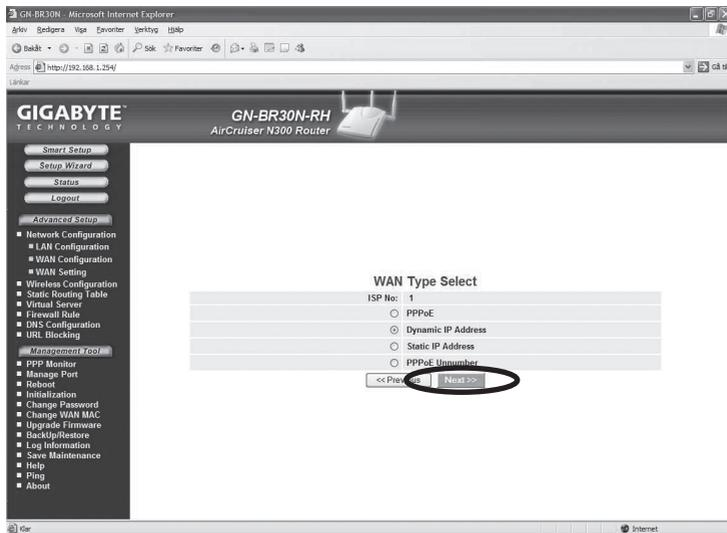 GN-BR30N - Microsoft Internet Explorer
Arkiv Redigera Visa Favoriter Verktyg Hjälp
Bakåt Sök Favoriter
Adress http://192.168.1.254/ Gå til
Länkar
GIGABYTE
TECHNOLOGY
GN-BR30N-RH
AirCruiser N300 Router
Smart Setup
Setup Wizard
Status
Logout
Advanced Setup
Network Configuration
LAN Configuration
WAN Configuration
WAN Setting
Wireless Configuration
Static Routing Table
Virtual Server
Firewall Rule
DNS Configuration
URL Blocking
Management Tool
PPP Monitor
Manage Port
Reboot
Initialization
Change Password
Change WAN MAC
Upgrade Firmware
BackUp/Restore
Log Information
Save Maintenance
Help
Ping
About
WAN Type Select
ISP No: 1
PPPoE
Dynamic IP Address
Static IP Address
PPPoE Unnumber
<< Previous Next >>
Klar Internet